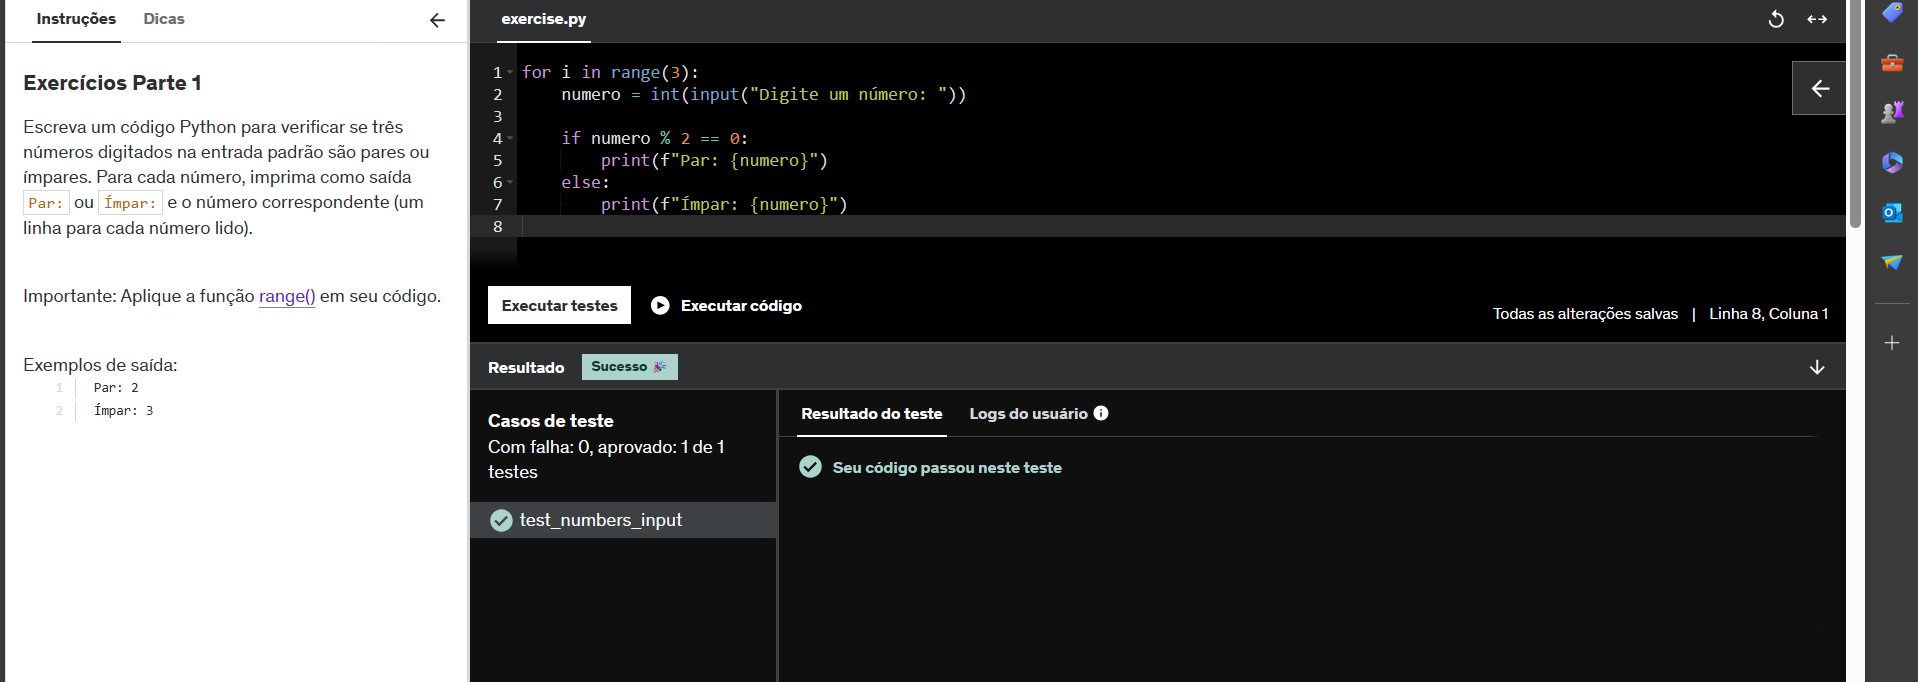 Instruções Dicas
Exercícios Parte 1
Escreva um código Python para verificar se três
números digitados na entrada padrão são pares ou
ímpares. Para cada número, imprima como saída
Par: ou Ímpar: e o número correspondente (um
linha para cada número lido).
Importante: Aplique a função range() em seu código.
Exemplos de saída:
1 Par: 2
2 Ímpar: 3
exercise.py
1 for i in range(3):
2 numero = int(input("Digite um número: "))
3
4 if numero % 2 == 0:
5 print(f"Par: {numero}")
6 else:
7 print(f"Ímpar: {numero}")
8
Executar testes Executar código
Todas as alterações salvas | Linha 8, Coluna 1
Resultado Sucesso 🎉
Casos de teste
Com falha: 0, aprovado: 1 de 1
testes
test_numbers_input
Resultado do teste Logs do usuário
Seu código passou neste teste